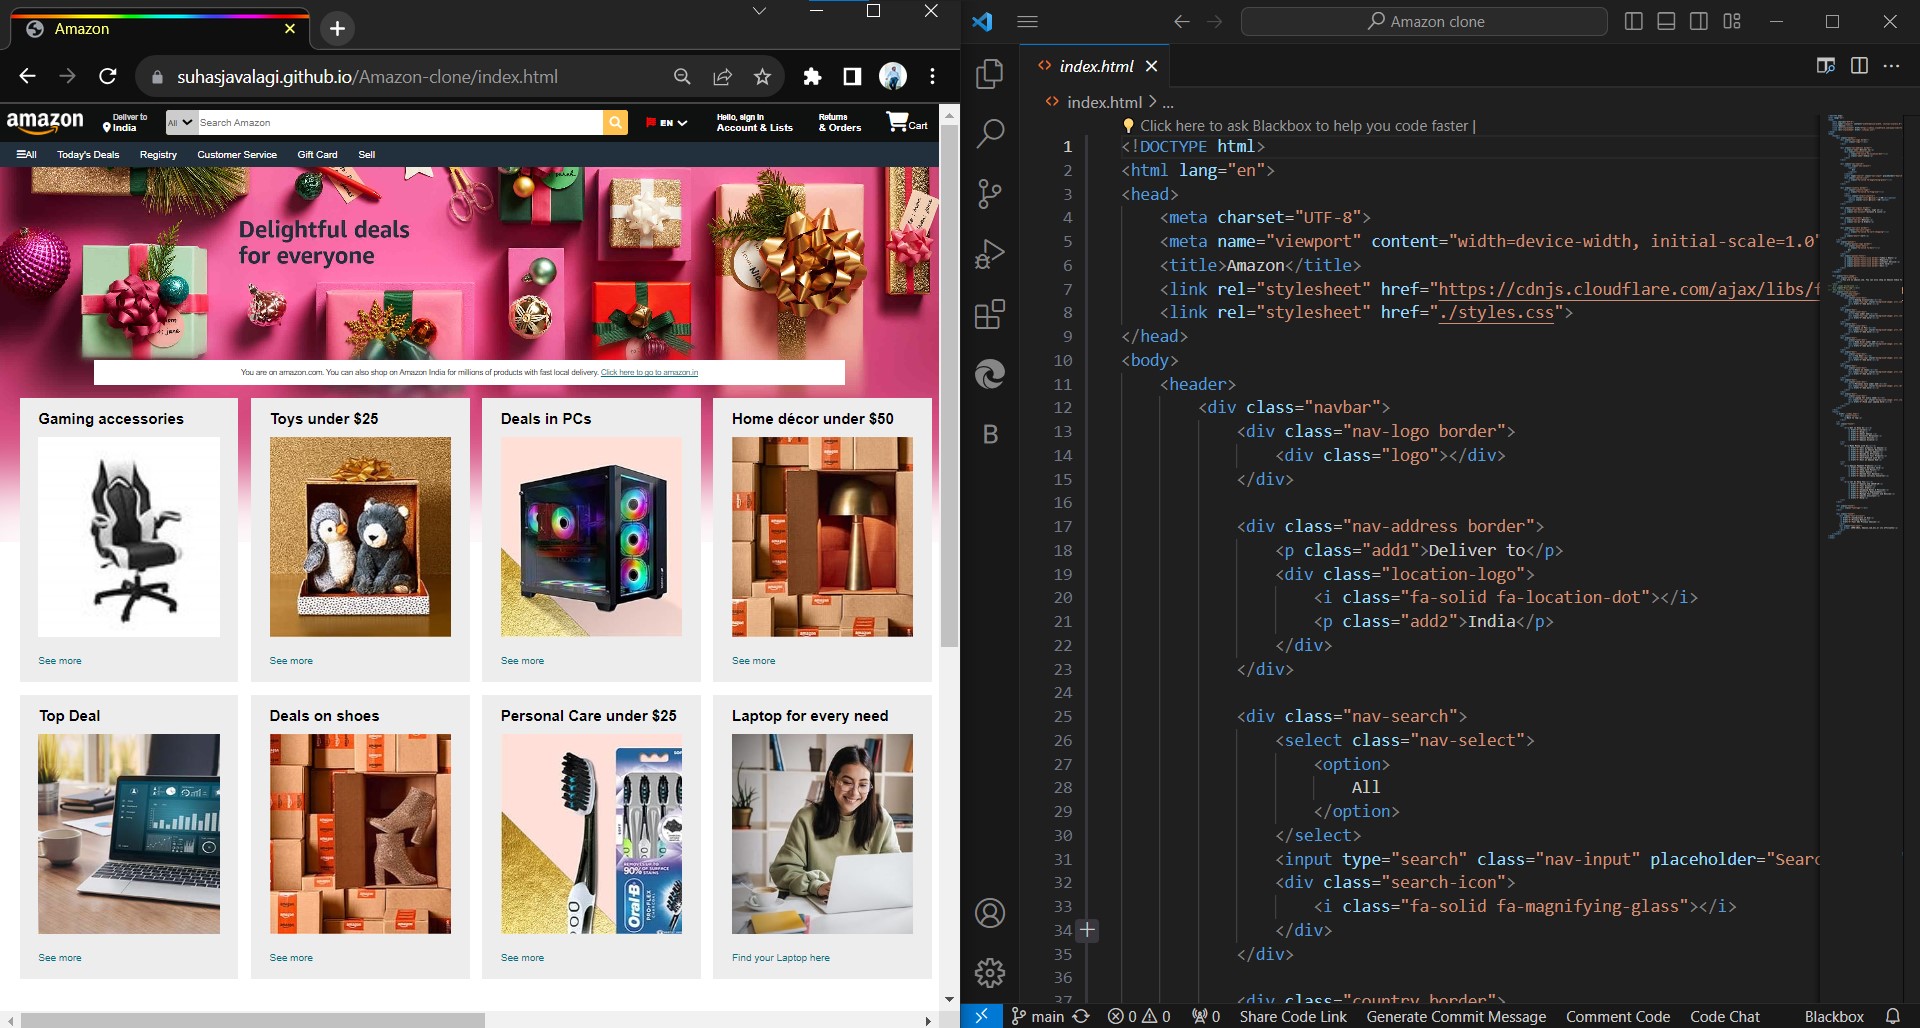 Amazon
suhasjavalagi.github.io/Amazon-clone/index.html
amazon
Deliver to
India
All
Search Amazon
EN
Hello, sign in
Account & Lists
Returns
& Orders
Cart
All
Today's Deals
Registry
Customer Service
Gift Card
Sell
Delightful deals
for everyone
You are on amazon.com. You can also shop on Amazon India for millions of products with fast local delivery. Click here to go to amazon.in
Gaming accessories
Toys under $25
Deals in PCs
Home décor under $50
See more
See more
See more
See more
Top Deal
Deals on shoes
Personal Care under $25
Laptop for every need
90%
Oral-B
PRO-FLEX
See more
See more
See more
Find your Laptop here
Amazon clone
index.html
index.html > ...
Click here to ask Blackbox to help you code faster |
1 <!DOCTYPE html>
2 <html lang="en">
3 <head>
4 <meta charset="UTF-8">
5 <meta name="viewport" content="width=device-width, initial-scale=1.0"
6 <title>Amazon</title>
7 <link rel="stylesheet" href="https://cdnjs.cloudflare.com/ajax/libs/f
8 <link rel="stylesheet" href="./styles.css">
9 </head>
10 <body>
11 <header>
12 <div class="navbar">
13 <div class="nav-logo border">
14 <div class="logo"></div>
15 </div>
16
17 <div class="nav-address border">
18 <p class="add1">Deliver to</p>
19 <div class="location-logo">
20 <i class="fa-solid fa-location-dot"></i>
21 <p class="add2">India</p>
22 </div>
23 </div>
24
25 <div class="nav-search">
26 <select class="nav-select">
27 <option>
28 All
29 </option>
30 </select>
31 <input type="search" class="nav-input" placeholder="Searc
32 <div class="search-icon">
33 <i class="fa-solid fa-magnifying-glass"></i>
34 </div>
35 </div>
36
37 <div class="country border">
B
main
0
0
0
Share Code Link
Generate Commit Message
Comment Code
Code Chat
Blackbox